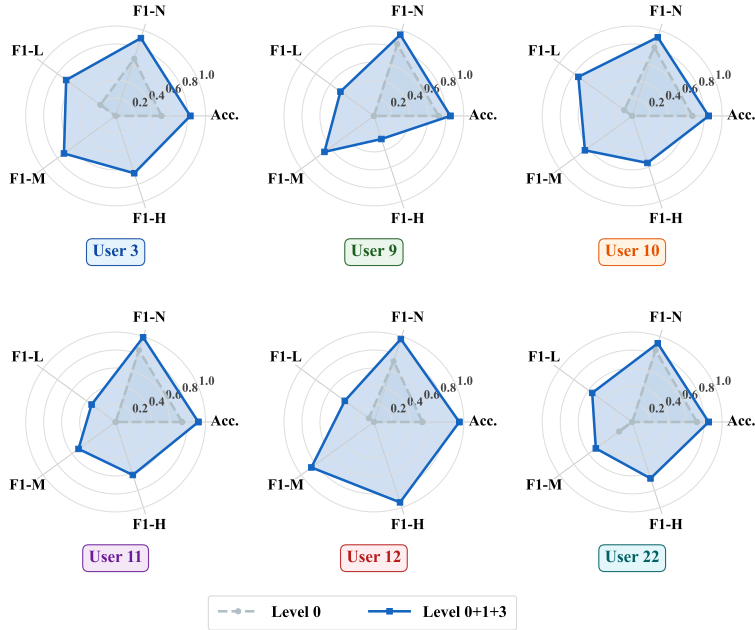 F1-N F1-N F1-N
F1-L F1-L F1-L
0.2 0.4 0.6 0.8 1.0 0.2 0.4 0.6 0.8 1.0 0.2 0.4 0.6 0.8 1.0
Acc. Acc. Acc.
F1-M F1-M F1-M
F1-H F1-H F1-H
User 3 User 9 User 10
F1-N F1-N F1-N
F1-L F1-L F1-L
0.2 0.4 0.6 0.8 1.0 0.2 0.4 0.6 0.8 1.0 0.2 0.4 0.6 0.8 1.0
Acc. Acc. Acc.
F1-M F1-M F1-M
F1-H F1-H F1-H
User 11 User 12 User 22
Level 0 Level 0+1+3